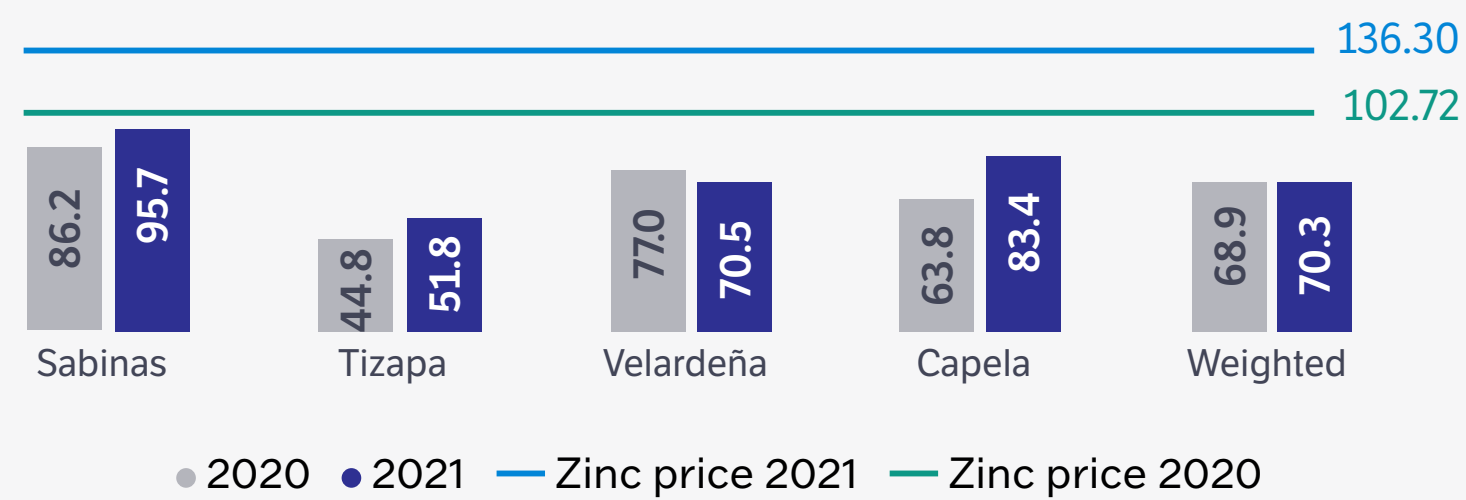 136.30
102.72
86.2 95.7 44.8 51.8 77.0 70.5 63.8 83.4 68.9 70.3
Sabinas Tizapa Velardeña Capela Weighted
2020 2021 Zinc price 2021 Zinc price 2020